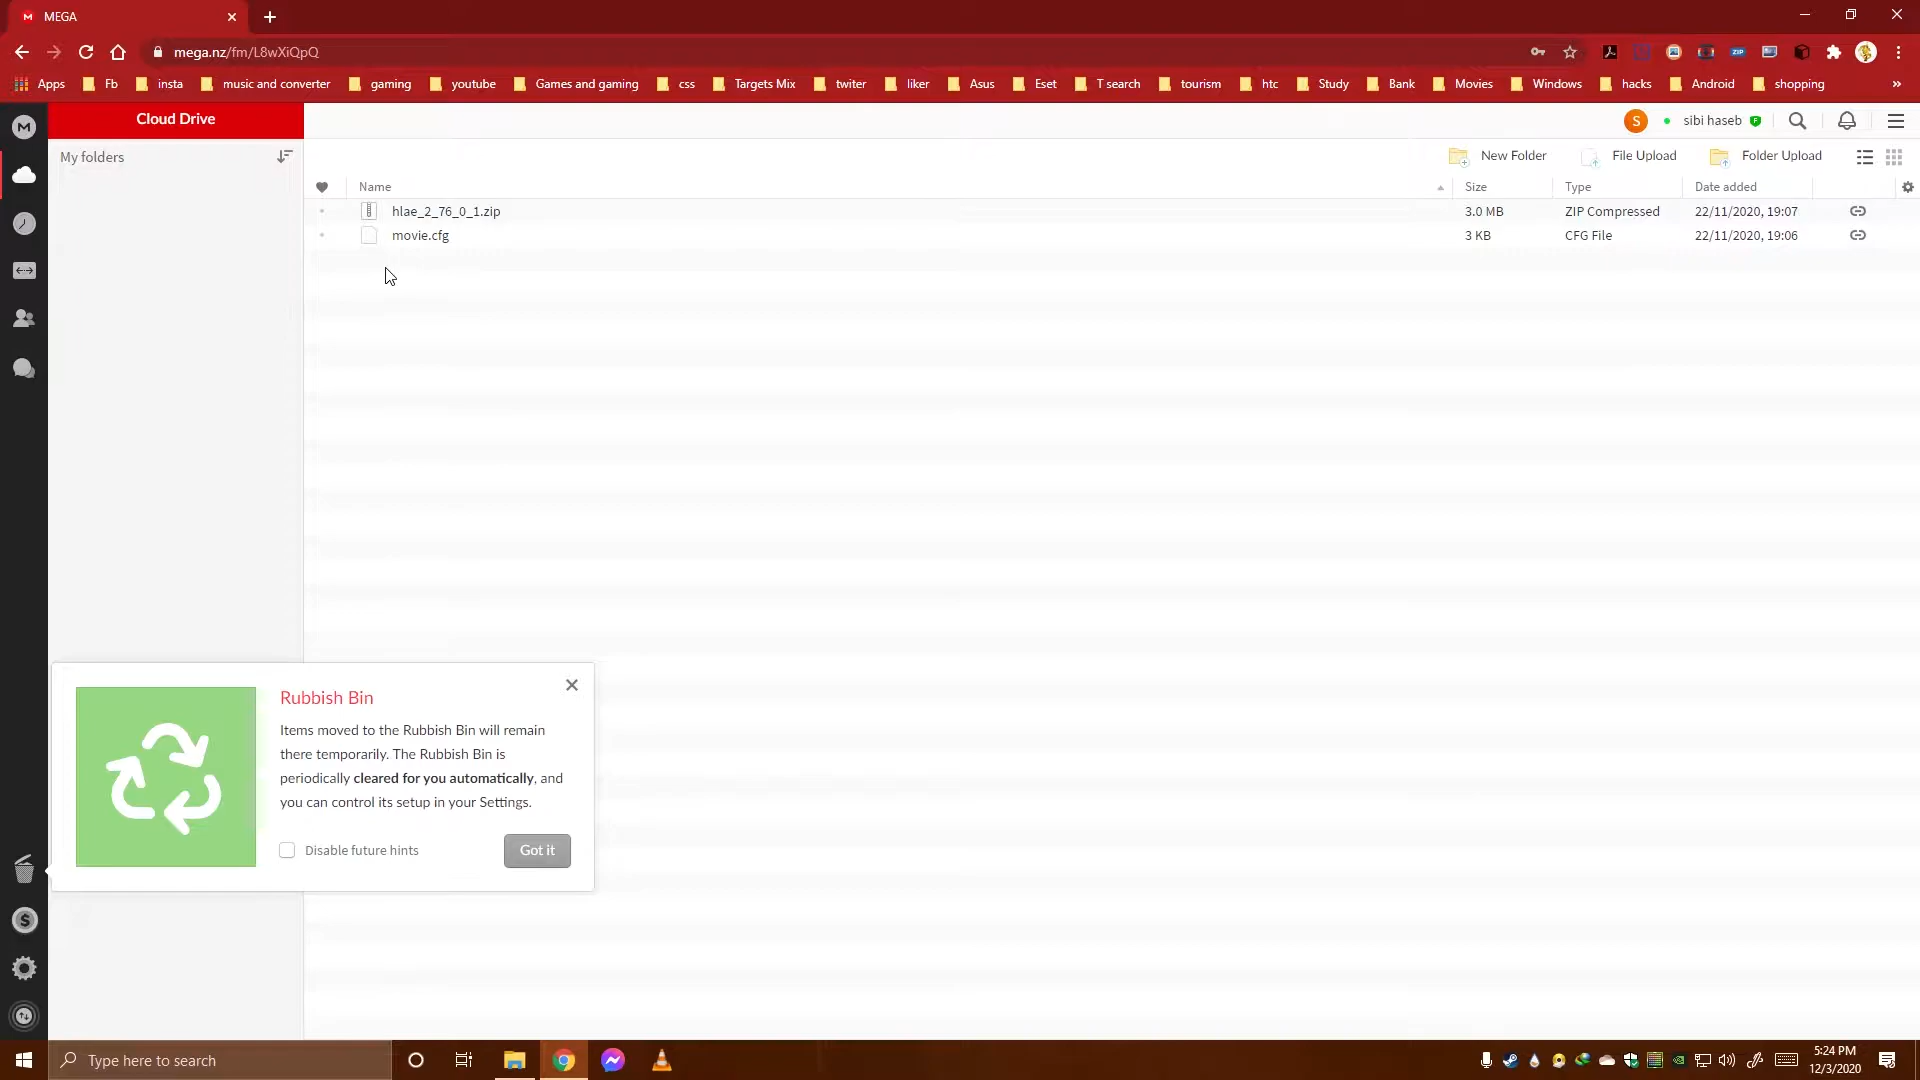 MEGA
mega.nz/fm/L8wXiQpQ
Apps Fb insta music and converter gaming youtube Games and gaming css Targets Mix twiter liker Asus Eset T search tourism htc Study Bank Movies Windows hacks Android shopping »
Cloud Drive
S sibi haseb
My folders
New Folder File Upload Folder Upload
Name Size Type Date added
hlae_2_76_0_1.zip 3.0 MB ZIP Compressed 22/11/2020, 19:07
movie.cfg 3 KB CFG File 22/11/2020, 19:06
Rubbish Bin
Items moved to the Rubbish Bin will remain
there temporarily. The Rubbish Bin is
periodically cleared for you automatically, and
you can control its setup in your Settings.
Disable future hints Got it
Type here to search
5:24 PM
12/3/2020